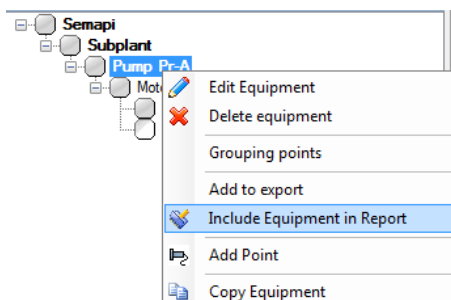 Semapi
Subplant
Pump Pr-A
Edit Equipment
Delete equipment
Grouping points
Add to export
Include Equipment in Report
Add Point
Copy Equipment